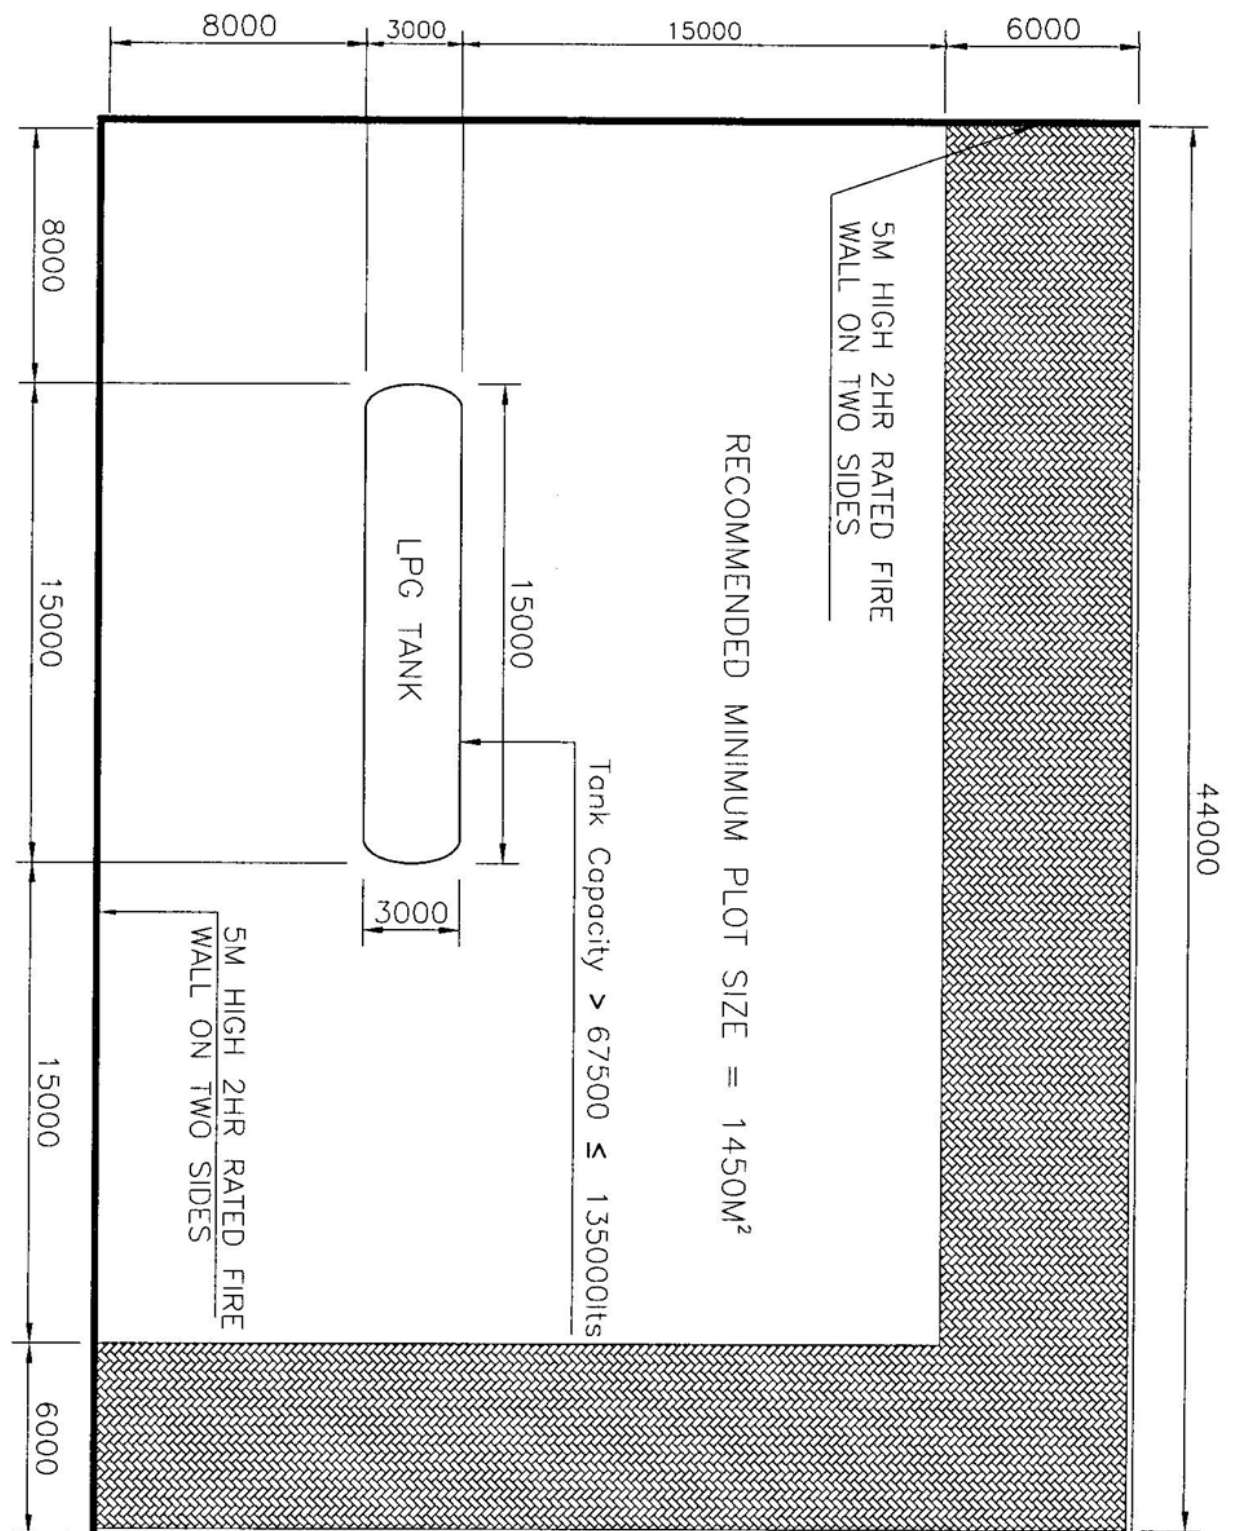 8000
3000
15000
6000
44000
5M HIGH 2HR RATED FIRE
WALL ON TWO SIDES
RECOMMENDED MINIMUM PLOT SIZE = 1450M²
8000
15000
15000
6000
15000
LPG TANK
3000
Tank Capacity > 67500 ≤ 135000lts
5M HIGH 2HR RATED FIRE
WALL ON TWO SIDES